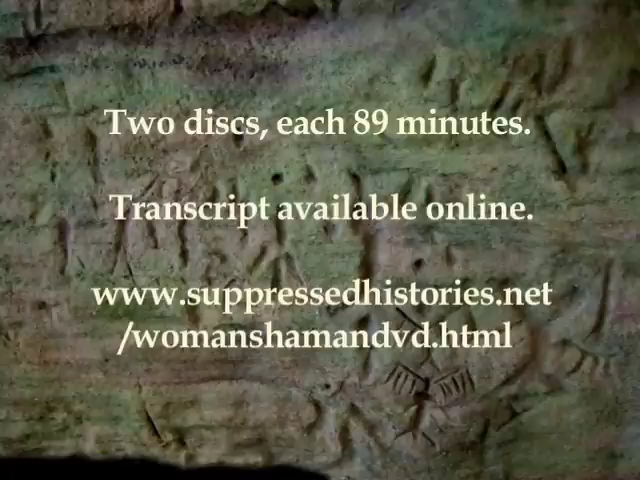 Two discs, each 89 minutes.
Transcript available online.
www.suppressedhistories.net
/womanshamandvd.html